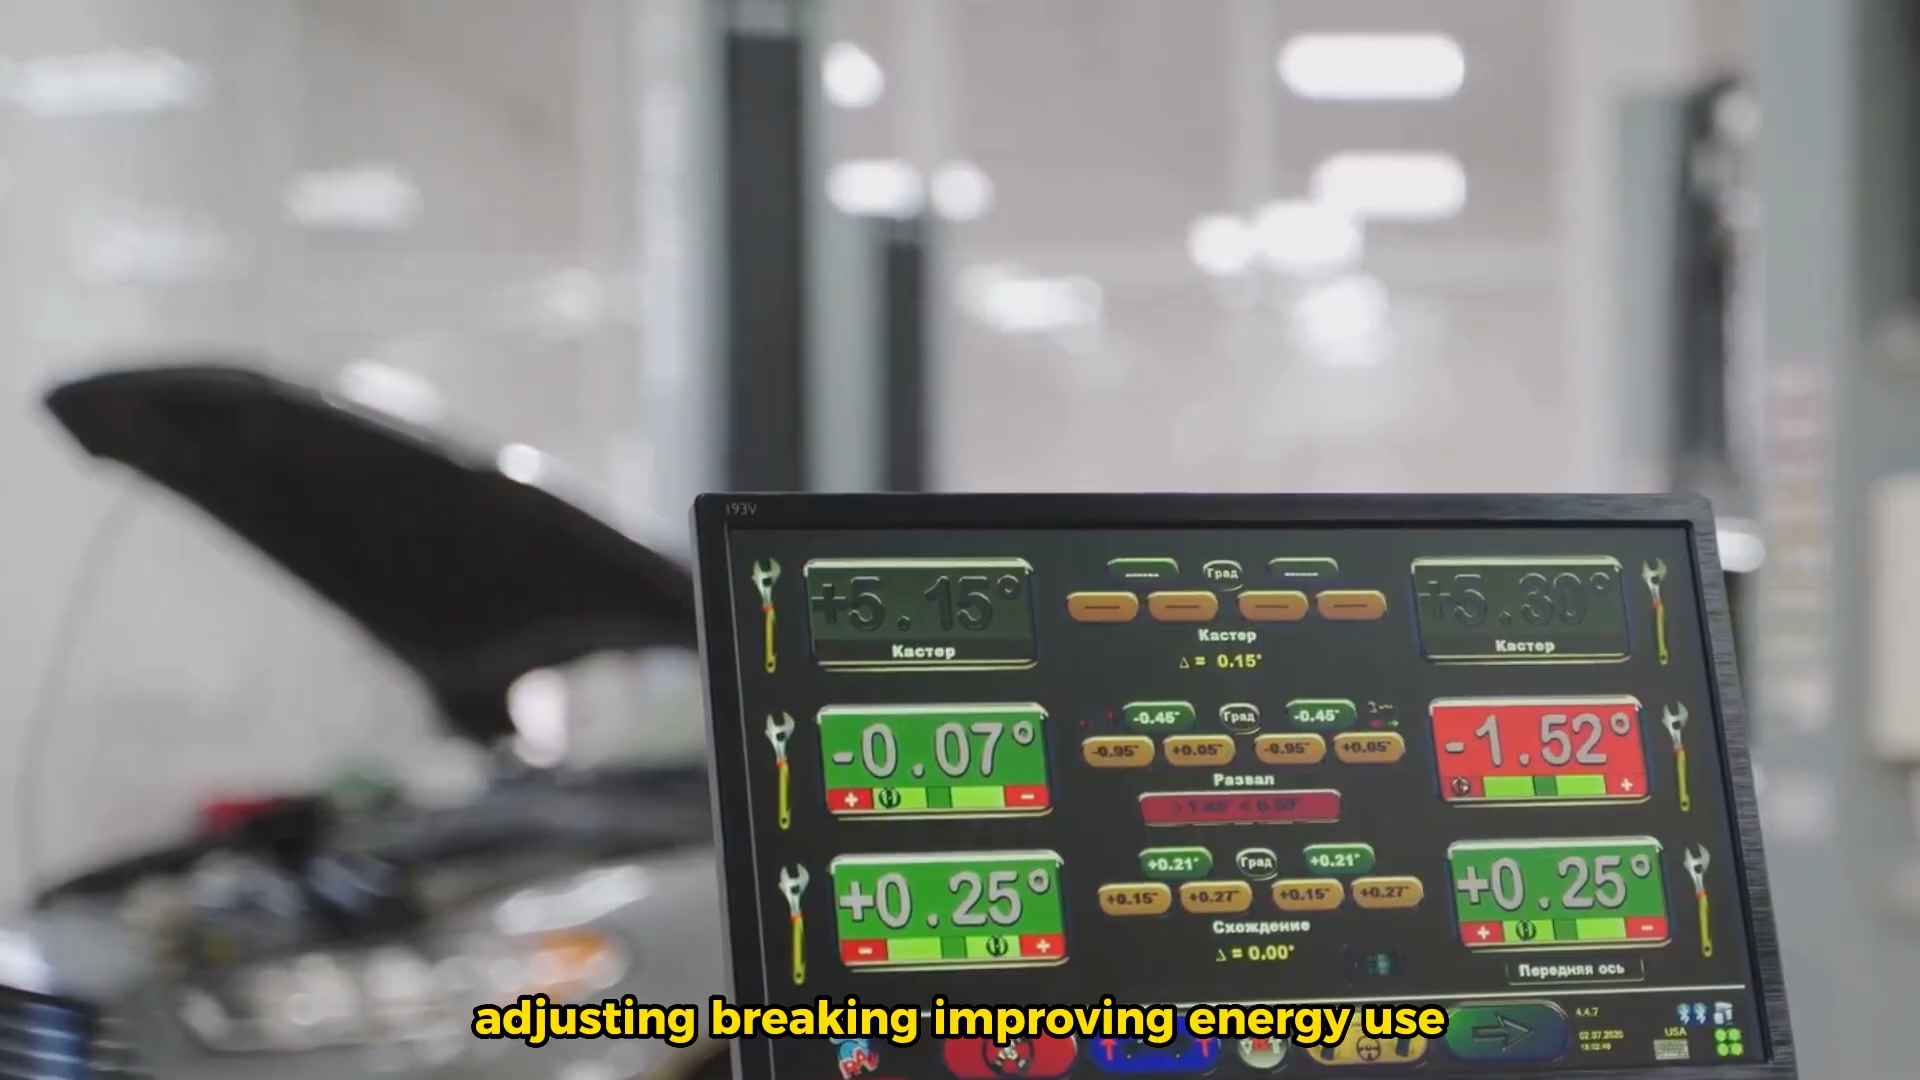 193V
+5.15° Град +5.30°
Кастер Кастер Кастер
Δ = 0.15°
-0.45° Град -0.45°
-0.07° -0.95° +0.05° -0.95° +0.05° -1.52°
Развал
+ - +
+0.21° Град +0.21°
+0.25° +0.15° +0.27° +0.15° +0.27° +0.25°
Схождение
- + + -
Δ = 0.00°
Передняя ось
adjusting breaking improving energy use
4.4.7
USA
02.07.2020